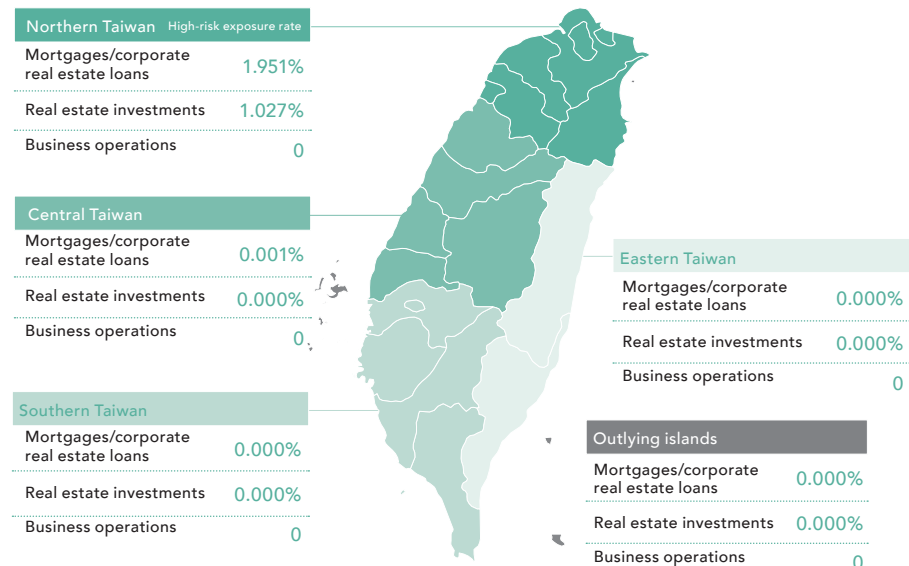 Northern Taiwan High-risk exposure rate
Mortgages/corporate
real estate loans 1.951%
Real estate investments 1.027%
Business operations 0
Central Taiwan
Mortgages/corporate
real estate loans 0.001%
Real estate investments 0.000%
Business operations 0
Southern Taiwan
Mortgages/corporate
real estate loans 0.000%
Real estate investments 0.000%
Business operations 0
Eastern Taiwan
Mortgages/corporate
real estate loans 0.000%
Real estate investments 0.000%
Business operations 0
Outlying islands
Mortgages/corporate
real estate loans 0.000%
Real estate investments 0.000%
Business operations 0